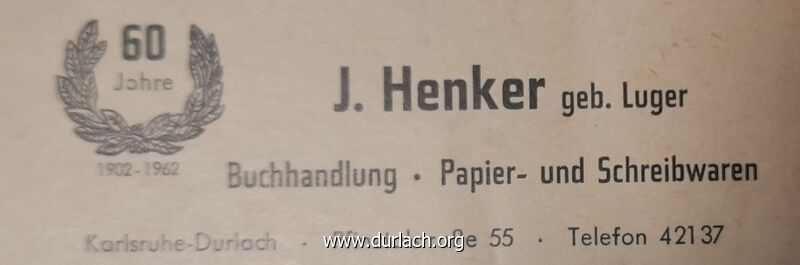 60
Jahre
1902-1962
J. Henker geb. Luger
Buchhandlung · Papier- und Schreibwaren
Karlsruhe-Durlach · 55 · Telefon 42137
www.durlach.org